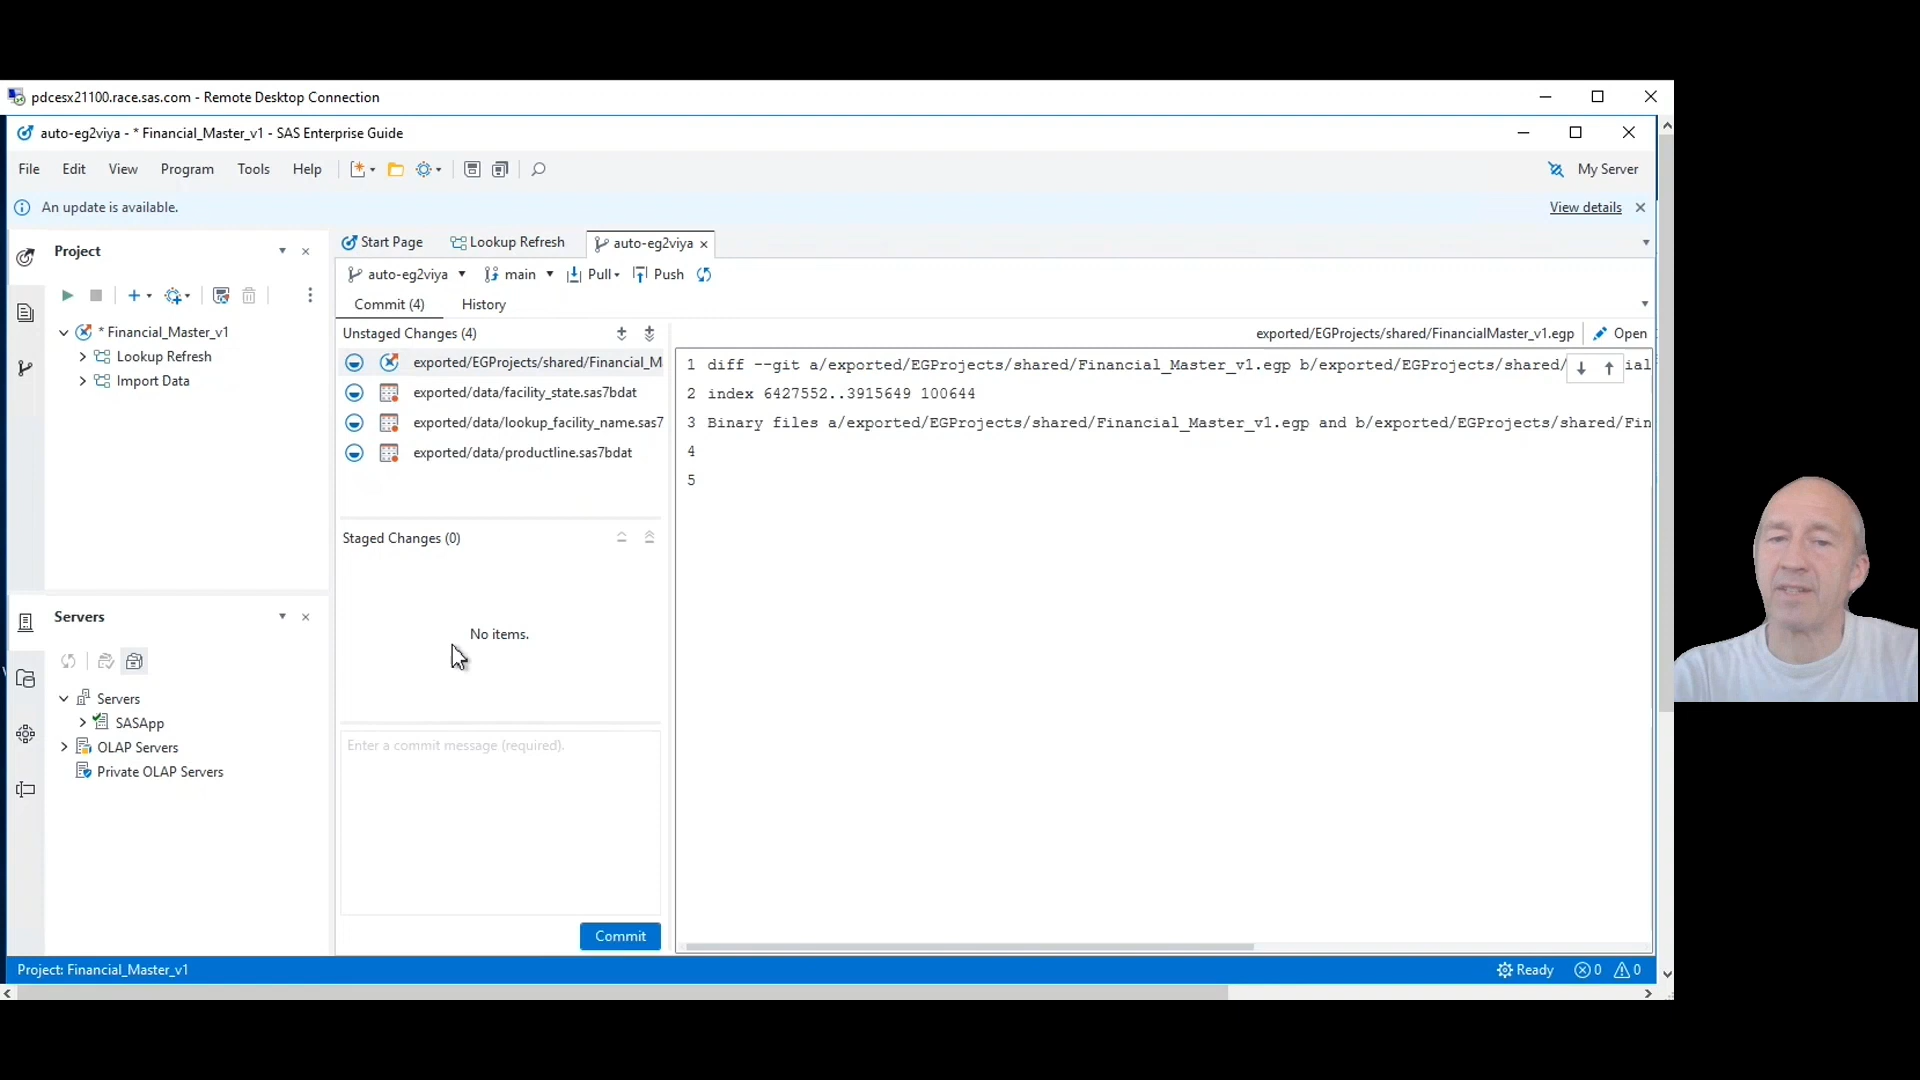 pdcesx21100.race.sas.com - Remote Desktop Connection
auto-eg2viya - * Financial_Master_v1 - SAS Enterprise Guide
File Edit View Program Tools Help My Server
An update is available. View details
Project
* Financial_Master_v1
Lookup Refresh
Import Data
Servers
Servers
SASApp
OLAP Servers
Private OLAP Servers
Start Page Lookup Refresh auto-eg2viya
auto-eg2viya main Pull Push
Commit (4) History
Unstaged Changes (4)
exported/EGProjects/shared/Financial_M
exported/data/facility_state.sas7bdat
exported/data/lookup_facility_name.sas7
exported/data/productline.sas7bdat
Staged Changes (0)
No items.
Enter a commit message (required).
Commit
exported/EGProjects/shared/FinancialMaster_v1.egp Open
1 diff --git a/exported/EGProjects/shared/Financial_Master_v1.egp b/exported/EGProjects/shared/ ial
2 index 6427552..3915649 100644
3 Binary files a/exported/EGProjects/shared/Financial_Master_v1.egp and b/exported/EGProjects/shared/Fin
4
5
Project: Financial_Master_v1 Ready 0 0